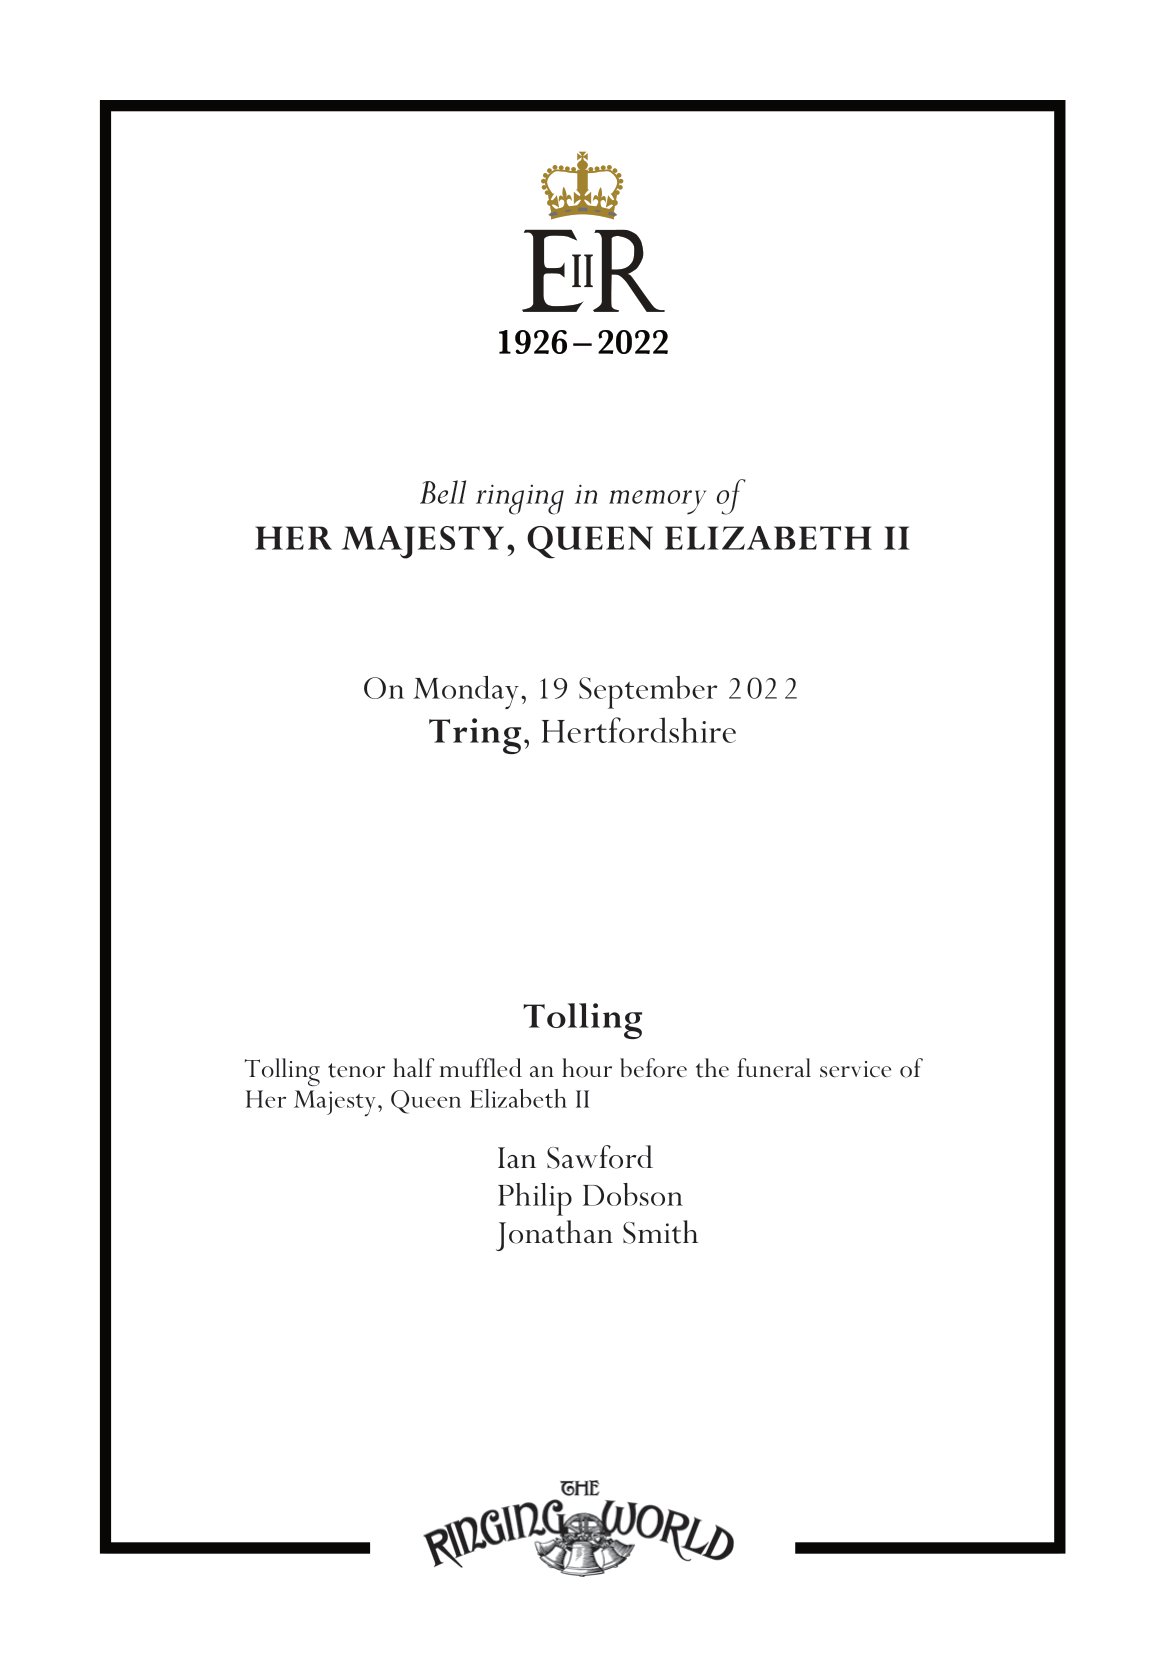 EIIR
1926–2022
Bell ringing in memory of
HER MAJESTY, QUEEN ELIZABETH II
On Monday, 19 September 2022
Tring, Hertfordshire
Tolling
Tolling tenor half muffled an hour before the funeral service of
Her Majesty, Queen Elizabeth II
Ian Sawford
Philip Dobson
Jonathan Smith
THE
RINGING WORLD